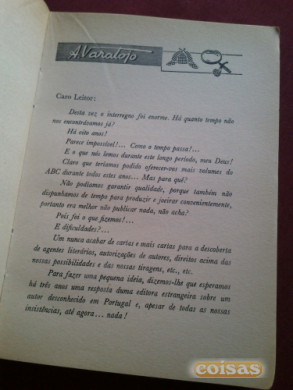 A. Varatojo
Caro Leitor:
Desta vez o interregno foi enorme. Há quanto tempo não
nos encontrávamos já?
Há oito anos?
Parece impossível!... Como o tempo passa!...
E o que nós lemos durante este longo período, meu Deus!
Claro que teríamos podido oferecer-vos mais volumes do
ABC durante todos estes anos... Mas para quê?
Não podíamos garantir qualidade, porque também não
dispúnhamos de tempo para produzir e joeirar convenientemente,
portanto era melhor não publicar nada, não acha?
Pois foi o que fizemos!...
E dificuldades?...
Um nunca acabar de cartas e mais cartas para a descoberta
de agentes literários, autorizações de autores, direitos acima das
nossas possibilidades e das nossas tiragens, etc., etc.
Para fazer uma pequena ideia, dizemos-lhe que esperamos
há três anos uma resposta duma editora estrangeira sobre um
autor desconhecido em Portugal e, apesar de todas as nossas
insistências, até agora... nada!
coisas